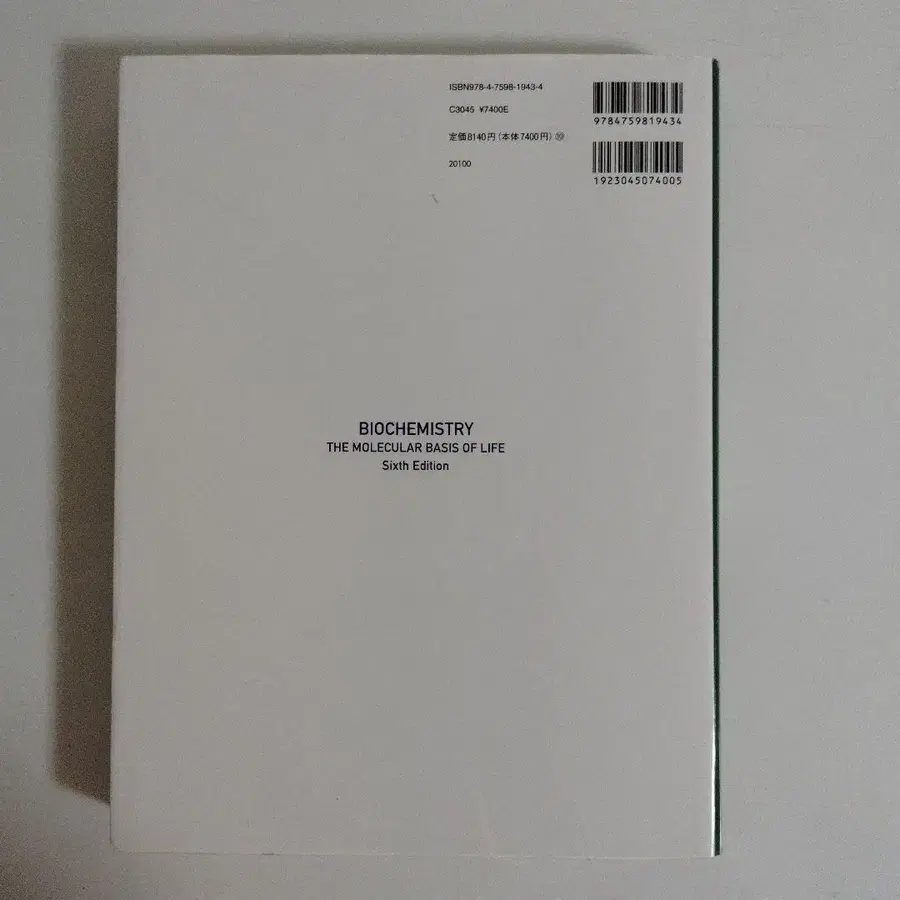 ISBN978-4-7598-1943-4
C3045 ¥7400E
定価8140円（本体7400円）⑩
20100
9784759819434
1923045074005
BIOCHEMISTRY
THE MOLECULAR BASIS OF LIFE
Sixth Edition